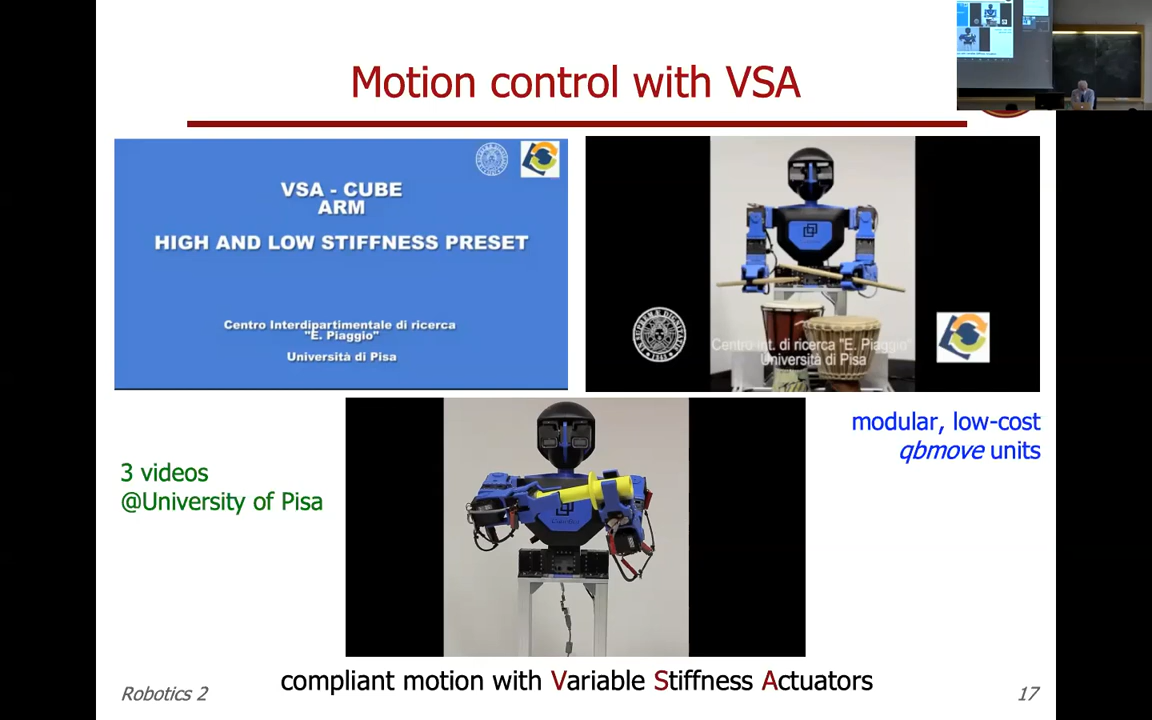 Motion control with VSA
VSA - CUBE
ARM
HIGH AND LOW STIFFNESS PRESET
Centro Interdipartimentale di ricerca
"E. Piaggio"
Università di Pisa
Centro Int. di ricerca "E. Piaggio"
Università di Pisa
modular, low-cost
qbmove units
3 videos
@University of Pisa
compliant motion with Variable Stiffness Actuators
Robotics 2
17